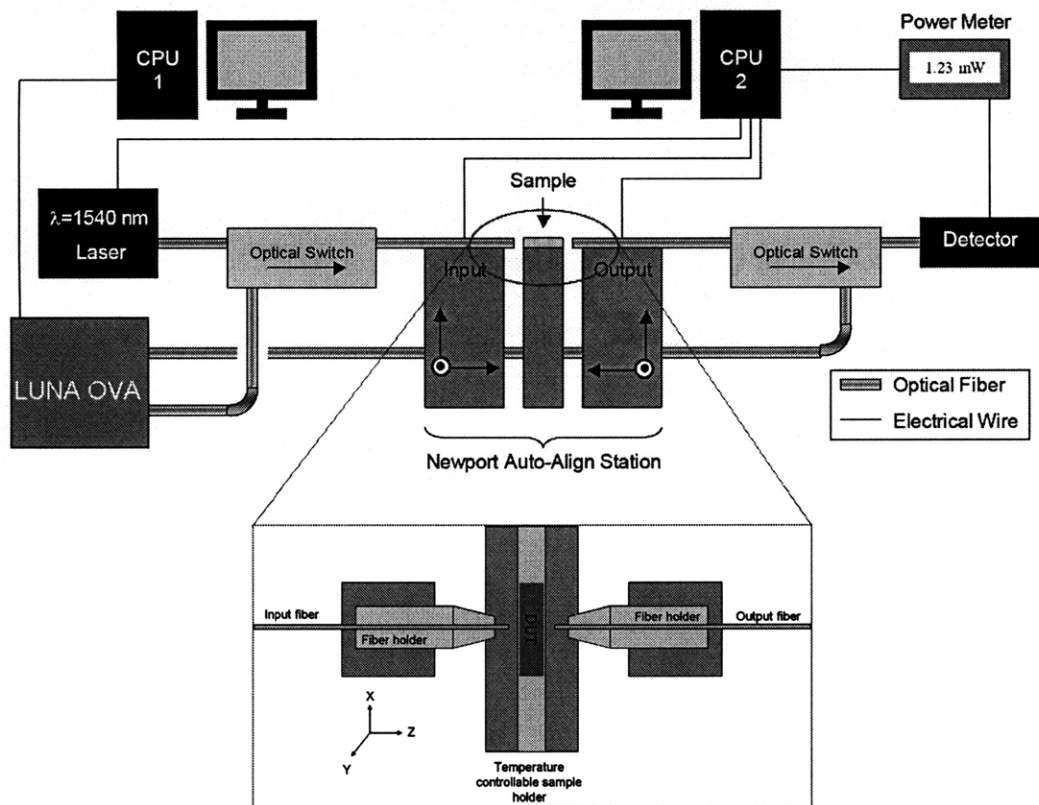 CPU
1
CPU
2
Power Meter
1.23 mW
Sample
λ=1540 nm
Laser
Optical Switch
Input
Output
Optical Switch
Detector
LUNA OVA
Optical Fiber
Electrical Wire
Newport Auto-Align Station
Input fiber
Fiber holder
DUT
Fiber holder
Output fiber
X
Z
Y
Temperature
controllable sample
holder